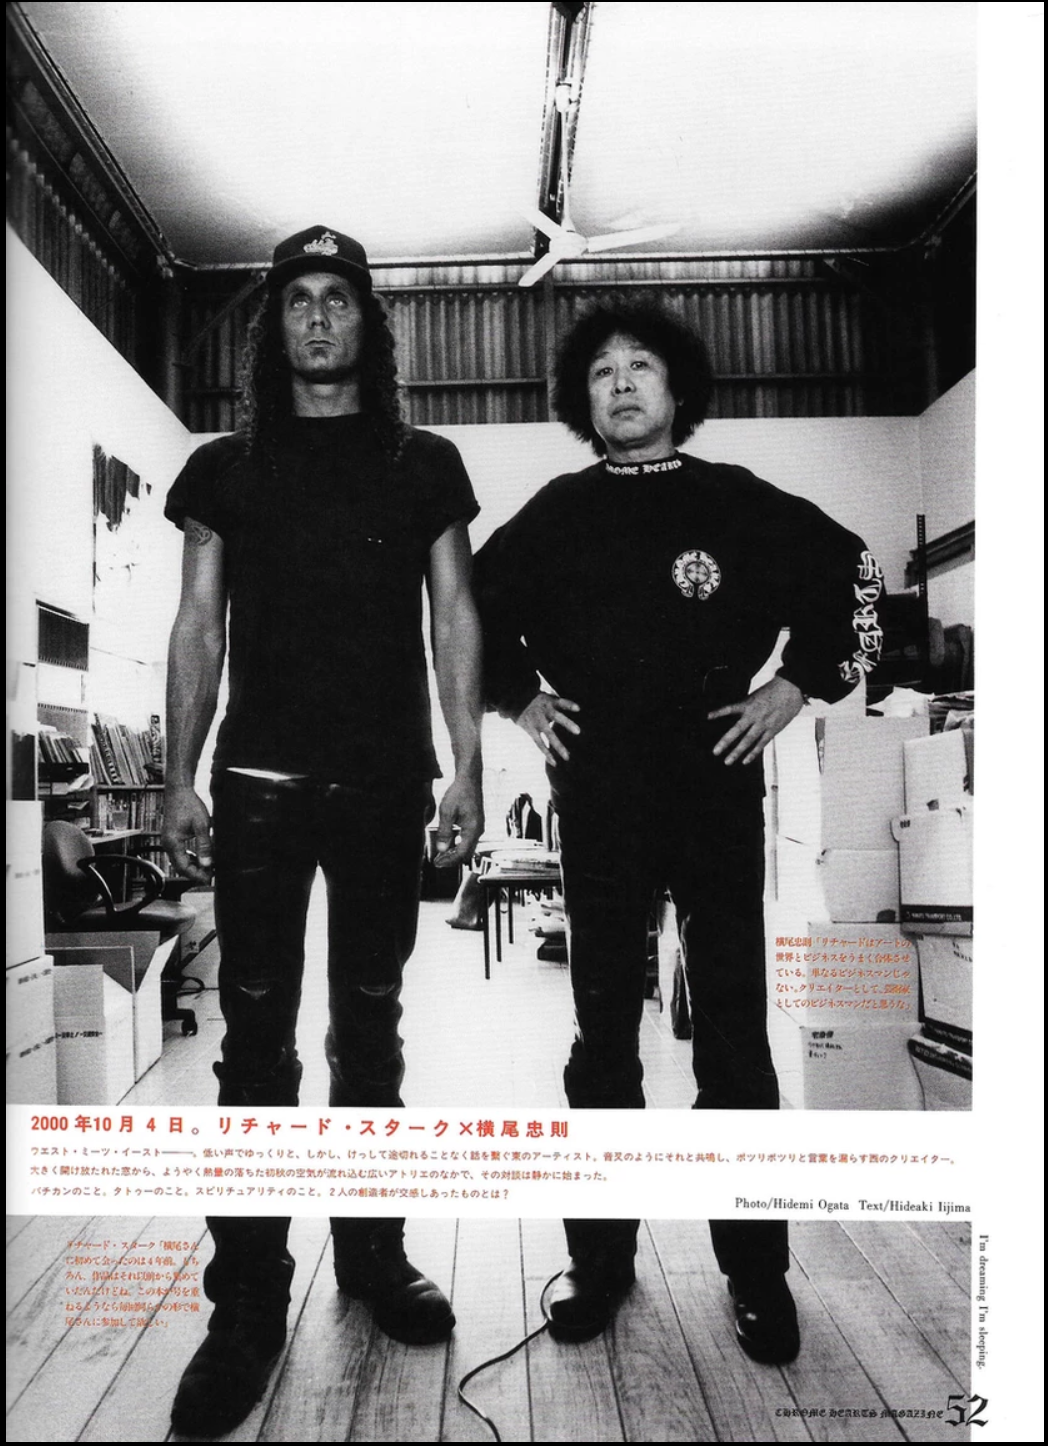 OME HEART
HEARTS
横尾忠則「リチャードはアートの
世界とビジネスをうまく合体させ
ている。単なるビジネスマンじゃ
ない。クリエイターとして、芸術家
としてのビジネスマンだと思うな」
2000年10月4日。リチャード・スターク×横尾忠則
ウエスト・ミーツ・イースト――。低い声でゆっくりと、しかし、けっして途切れることなく話を繋ぐ東のアーティスト。音叉のようにそれと共鳴し、ポツリポツリと言葉を漏らす西のクリエイター。
大きく開け放たれた窓から、ようやく熱量の落ちた初秋の空気が流れ込む広いアトリエのなかで、その対談は静かに始まった。
バチカンのこと。タトゥーのこと。スピリチュアリティのこと。2人の創造者が交感しあったものとは？
Photo/Hidemi Ogata Text/Hideaki Iijima
リチャード・スターク「横尾さん
に初めて会ったのは4年前。もち
ろん、作品はそれ以前から集めて
いたんだけどね。この本が号を重
ねるようなら毎回何らかの形で横
尾さんに参加して欲しい」
I'm dreaming I'm sleeping.
CHROME HEARTS MAGAZINE 52